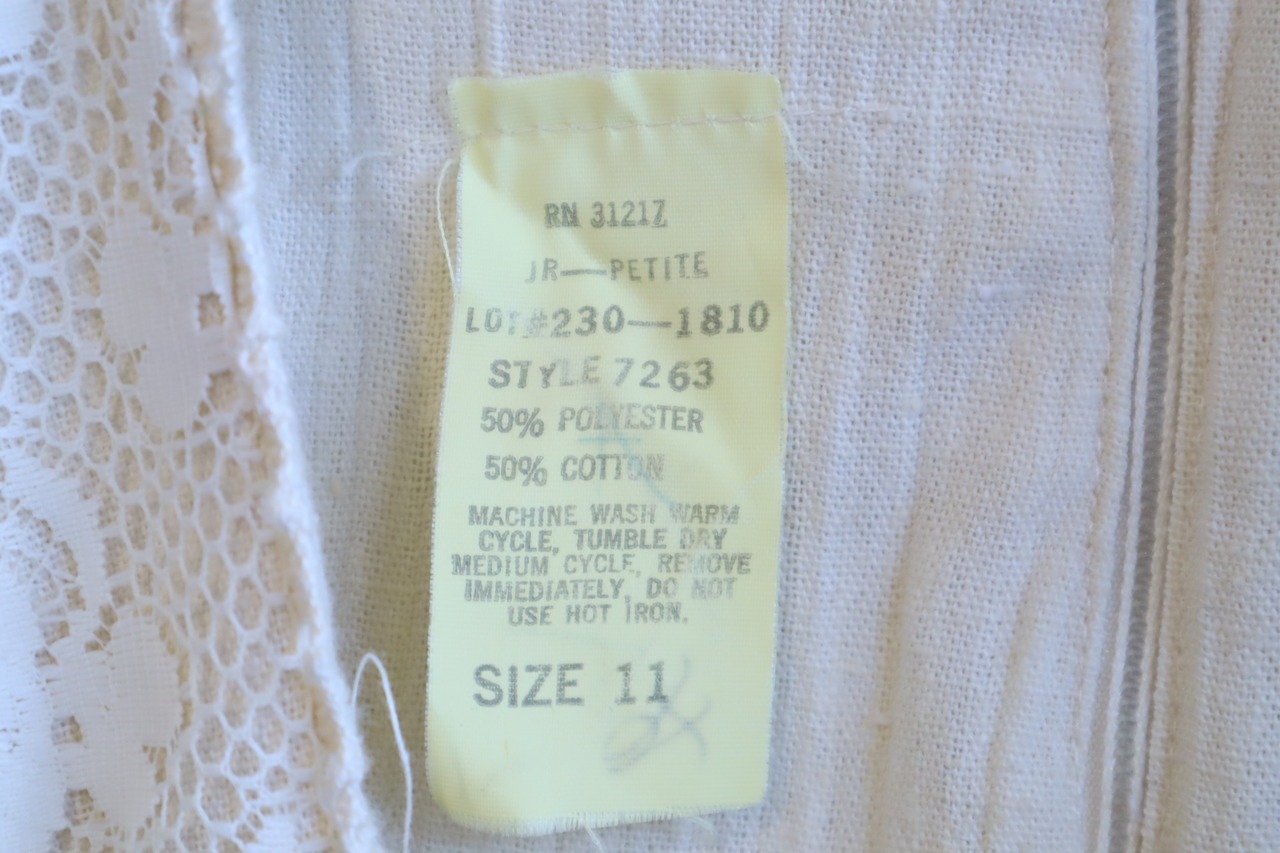 RN 31217
JR—PETITE
LOT #230—1810
STYLE 7263
50% POLYESTER
50% COTTON
MACHINE WASH WARM
CYCLE, TUMBLE DRY
MEDIUM CYCLE, REMOVE
IMMEDIATELY, DO NOT
USE HOT IRON.
SIZE 11